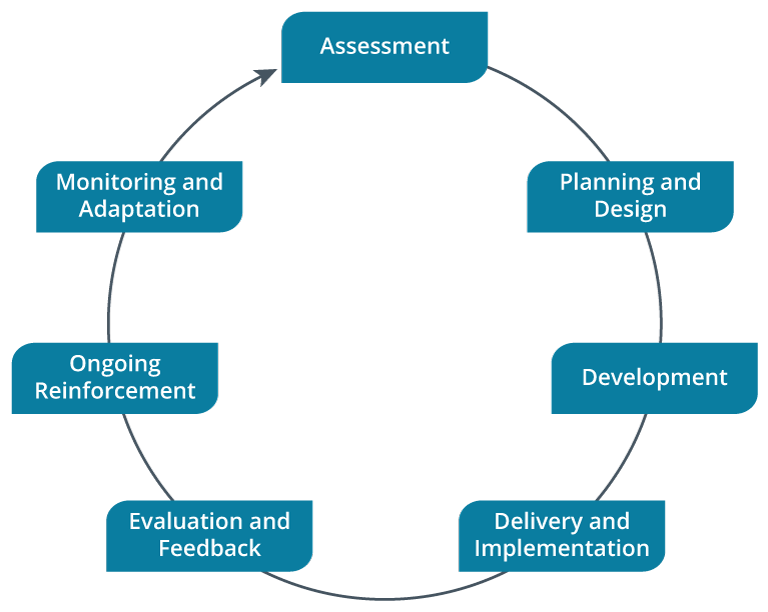 Assessment
Planning and
Design
Development
Delivery and
Implementation
Evaluation and
Feedback
Ongoing
Reinforcement
Monitoring and
Adaptation